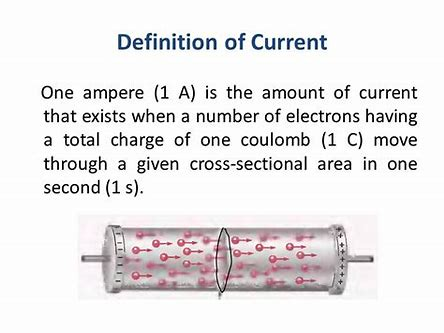 Definition of Current
One ampere (1 A) is the amount of current
that exists when a number of electrons having
a total charge of one coulomb (1 C) move
through a given cross-sectional area in one
second (1 s).